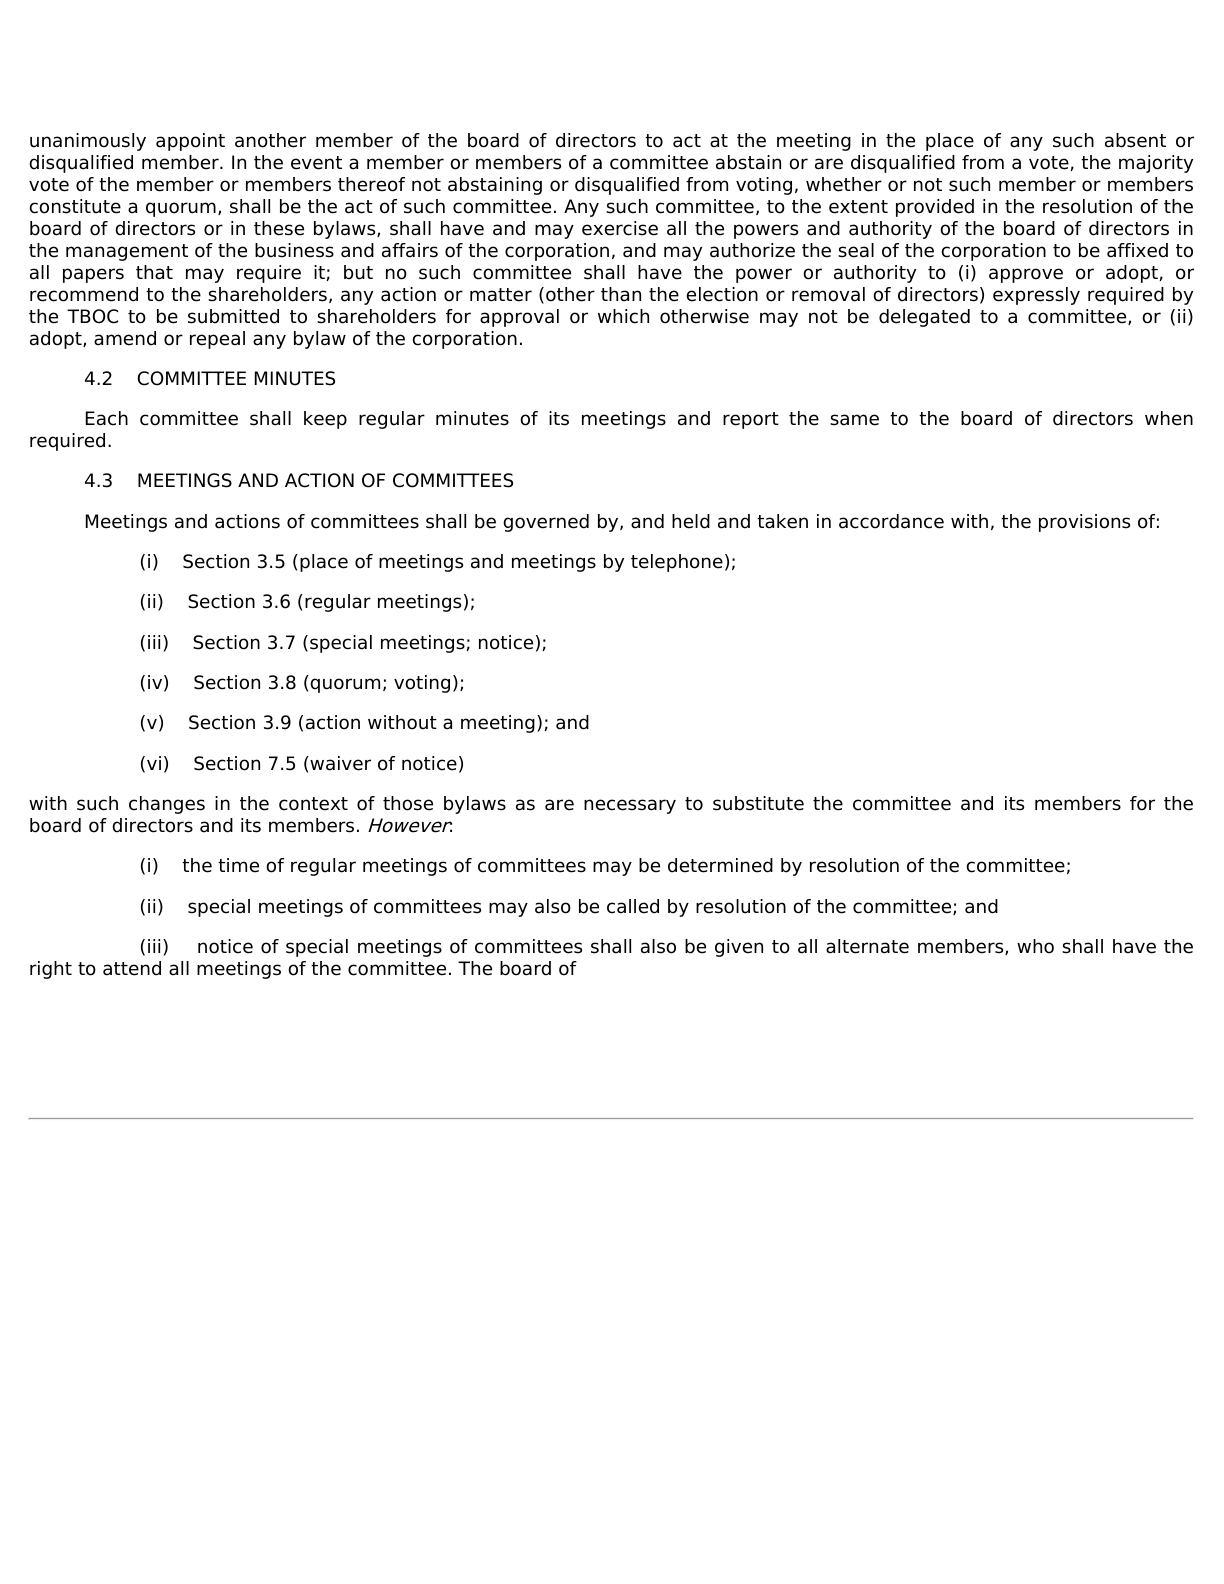 unanimously appoint another member of the board of directors to act at the meeting in the place of any such absent or
disqualified member. In the event a member or members of a committee abstain or are disqualified from a vote, the majority
vote of the member or members thereof not abstaining or disqualified from voting, whether or not such member or members
constitute a quorum, shall be the act of such committee. Any such committee, to the extent provided in the resolution of the
board of directors or in these bylaws, shall have and may exercise all the powers and authority of the board of directors in
the management of the business and affairs of the corporation, and may authorize the seal of the corporation to be affixed to
all papers that may require it; but no such committee shall have the power or authority to (i) approve or adopt, or
recommend to the shareholders, any action or matter (other than the election or removal of directors) expressly required by
the TBOC to be submitted to shareholders for approval or which otherwise may not be delegated to a committee, or (ii)
adopt, amend or repeal any bylaw of the corporation.
4.2 COMMITTEE MINUTES
Each committee shall keep regular minutes of its meetings and report the same to the board of directors when
required.
4.3 MEETINGS AND ACTION OF COMMITTEES
Meetings and actions of committees shall be governed by, and held and taken in accordance with, the provisions of:
(i) Section 3.5 (place of meetings and meetings by telephone);
(ii) Section 3.6 (regular meetings);
(iii) Section 3.7 (special meetings; notice);
(iv) Section 3.8 (quorum; voting);
(v) Section 3.9 (action without a meeting); and
(vi) Section 7.5 (waiver of notice)
with such changes in the context of those bylaws as are necessary to substitute the committee and its members for the
board of directors and its members. However:
(i) the time of regular meetings of committees may be determined by resolution of the committee;
(ii) special meetings of committees may also be called by resolution of the committee; and
(iii) notice of special meetings of committees shall also be given to all alternate members, who shall have the
right to attend all meetings of the committee. The board of